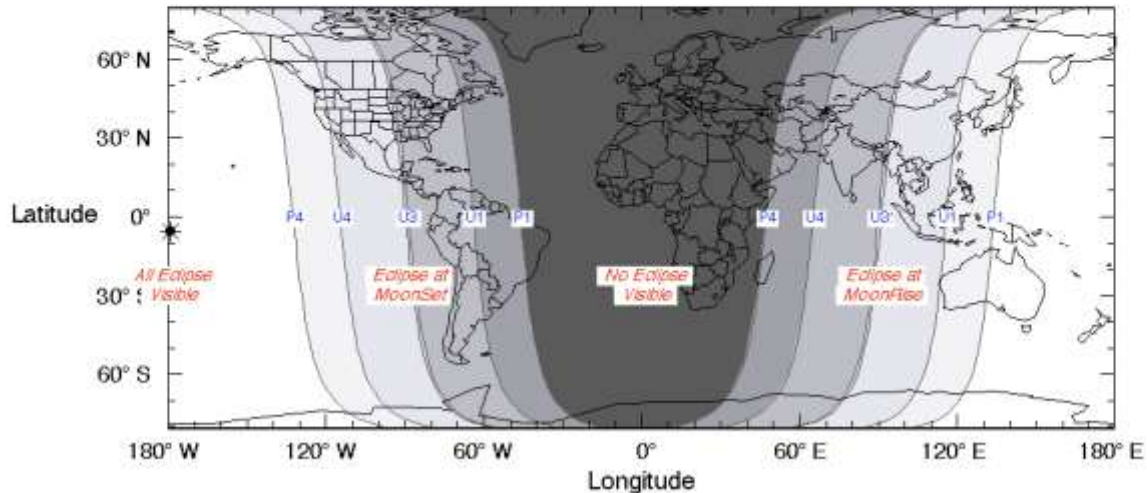 60° N
30° N
Latitude 0° P4 U4 U3 U1 P1 P4 U4 U3 U1 P1
All Eclipse Visible
Eclipse at MoonSet
No Eclipse Visible
Eclipse at MoonRise
30° S
60° S
180° W 120° W 60° W 0° 60° E 120° E 180° E
Longitude